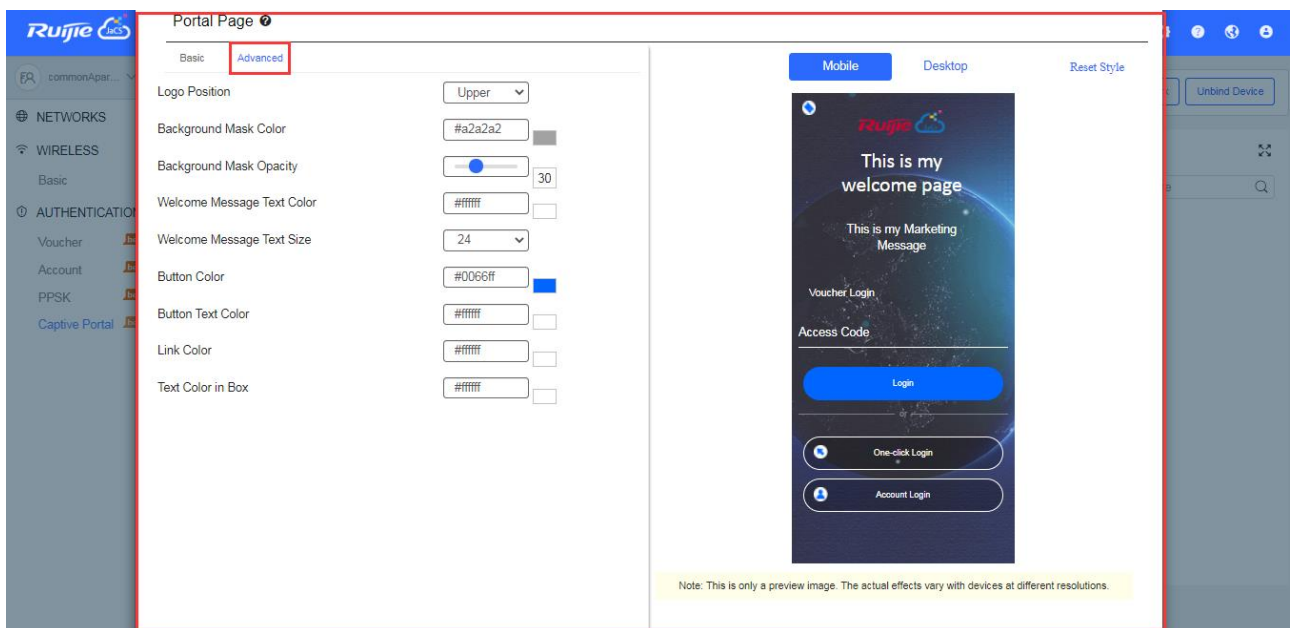 Ruijie JaCS
Portal Page
commonApar...
NETWORKS
WIRELESS
Basic
AUTHENTICATION
Voucher
Account
PPSK
Captive Portal
Basic
Advanced
Logo Position
Upper
Background Mask Color
#a2a2a2
Background Mask Opacity
30
Welcome Message Text Color
#ffffff
Welcome Message Text Size
24
Button Color
#0066ff
Button Text Color
#ffffff
Link Color
#ffffff
Text Color in Box
#ffffff
Mobile
Desktop
Reset Style
Ruijie
This is my
welcome page
This is my Marketing
Message
Voucher Login
Access Code
Login
or
One-click Login
Account Login
Note: This is only a preview image. The actual effects vary with devices at different resolutions.
Unbind Device